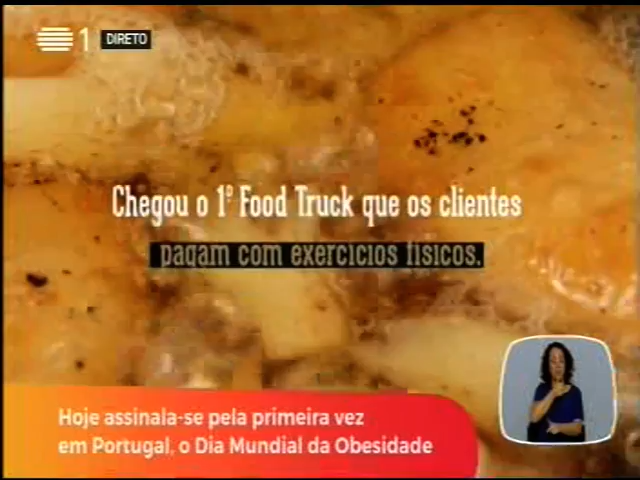 1 DIRETO
Chegou o 1º Food Truck que os clientes
pagam com exercícios físicos.
Hoje assinala-se pela primeira vez
em Portugal, o Dia Mundial da Obesidade